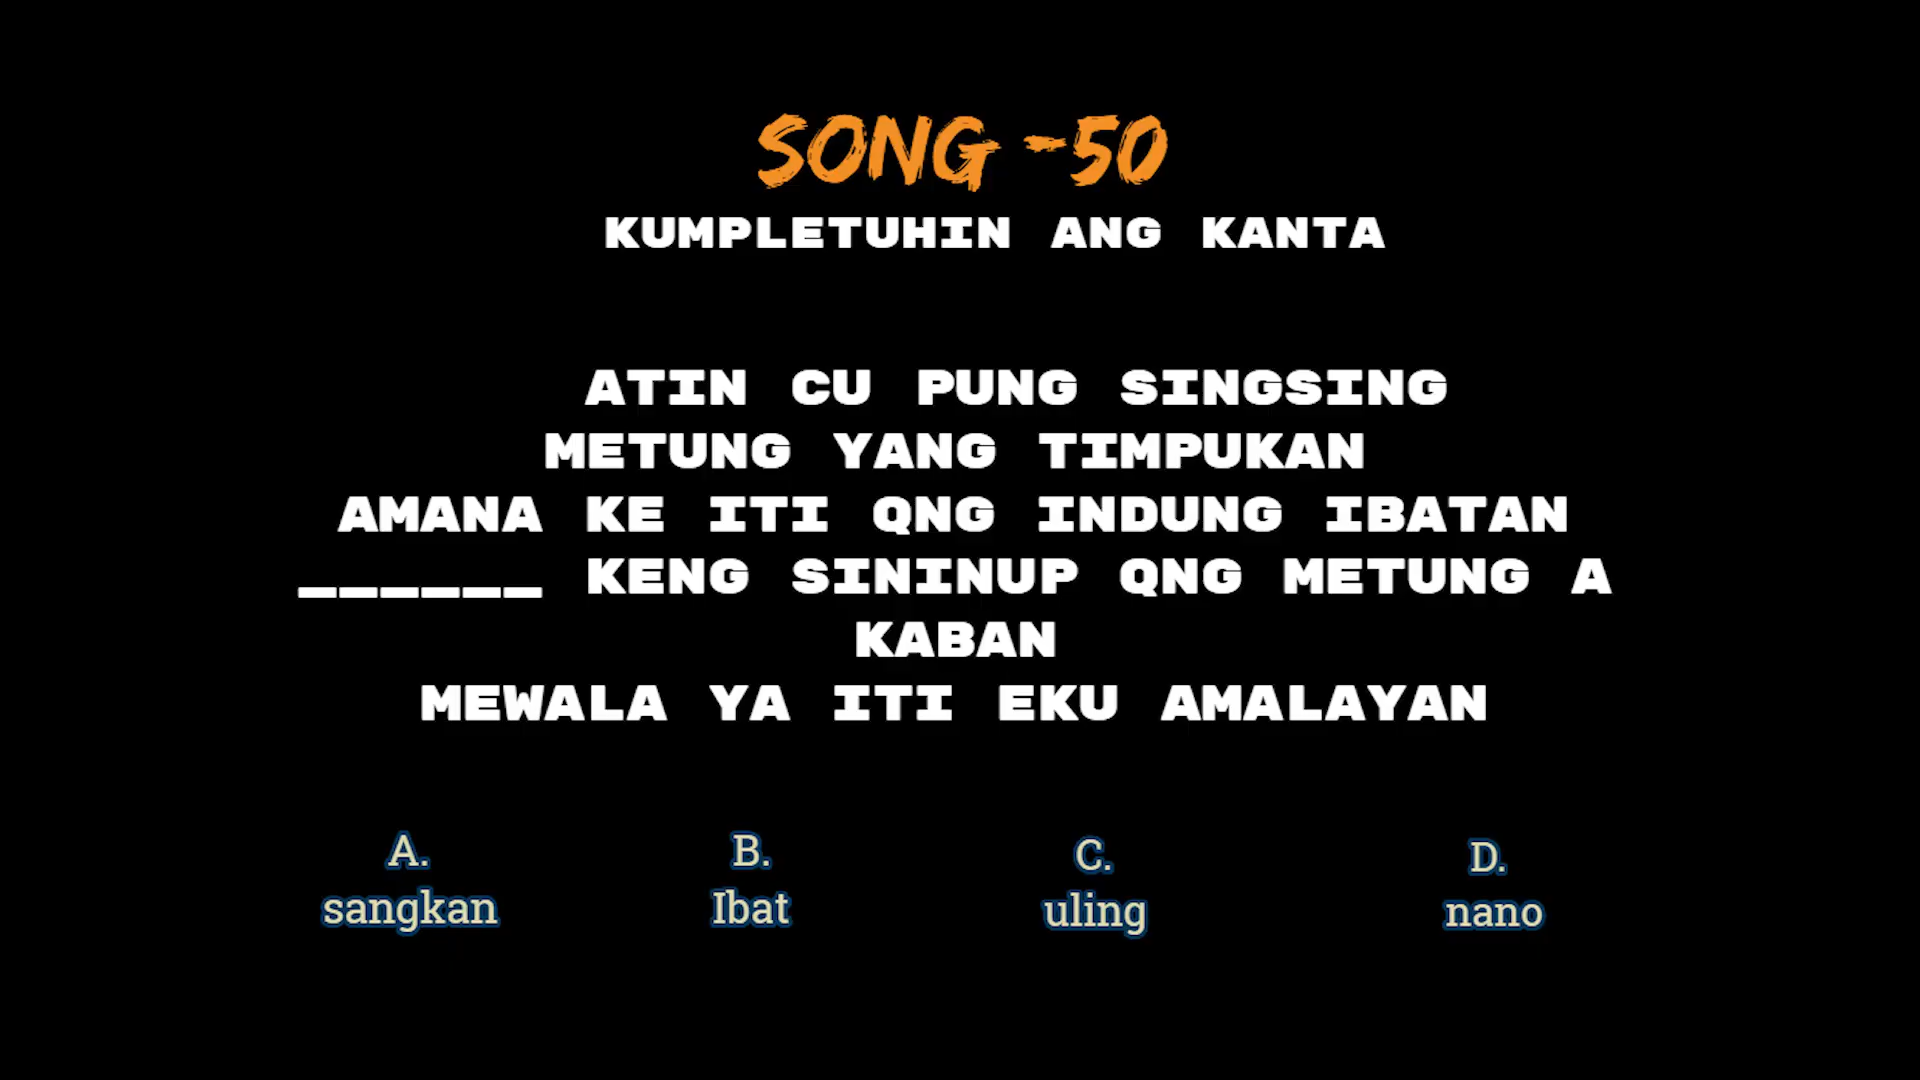 SONG -50
KUMPLETUHIN ANG KANTA
ATIN CU PUNG SINGSING
METUNG YANG TIMPUKAN
AMANA KE ITI QNG INDUNG IBATAN
______ KENG SININUP QNG METUNG A
KABAN
MEWALA YA ITI EKU AMALAYAN
A.
sangkan
B.
Ibat
C.
uling
D.
nano